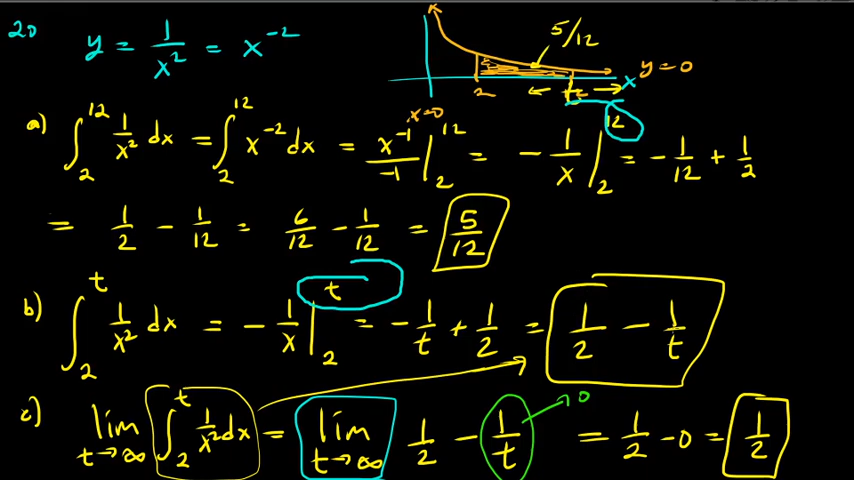 20 y = 1/x² = x⁻²
5/12
y = 0
x
2 t
x=0
a) ∫₂¹² 1/x² dx = ∫₂¹² x⁻² dx = x⁻¹/-1 |₂¹² = - 1/x |₂¹² = - 1/12 + 1/2
= 1/2 - 1/12 = 6/12 - 1/12 = 5/12
b) ∫₂ᵗ 1/x² dx = - 1/x |₂ᵗ = - 1/t + 1/2 = 1/2 - 1/t
c) lim t→∞ ∫₂ᵗ 1/x² dx = lim t→∞ 1/2 - 1/t → 0 = 1/2 - 0 = 1/2